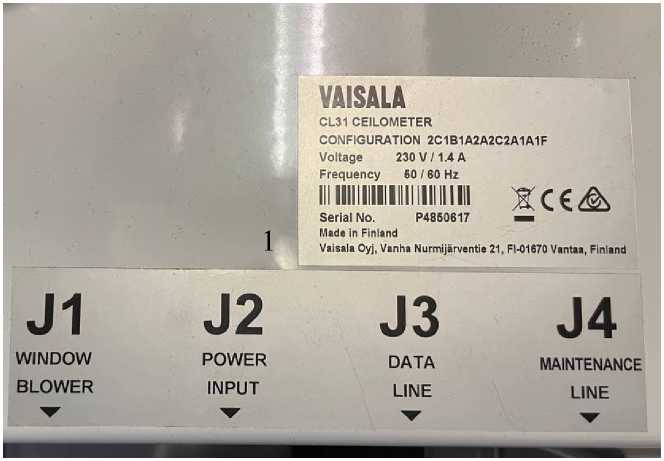 VAISALA
CL31 CEILOMETER
CONFIGURATION 2C1B1A2A2C2A1A1F
Voltage 230 V / 1.4 A
Frequency 50 / 60 Hz
CE
Serial No. P4850617
Made in Finland
Vaisala Oyj, Vanha Nurmijärventie 21, FI-01670 Vantaa, Finland
1
J1 J2 J3 J4
WINDOW POWER DATA MAINTENANCE
BLOWER INPUT LINE LINE